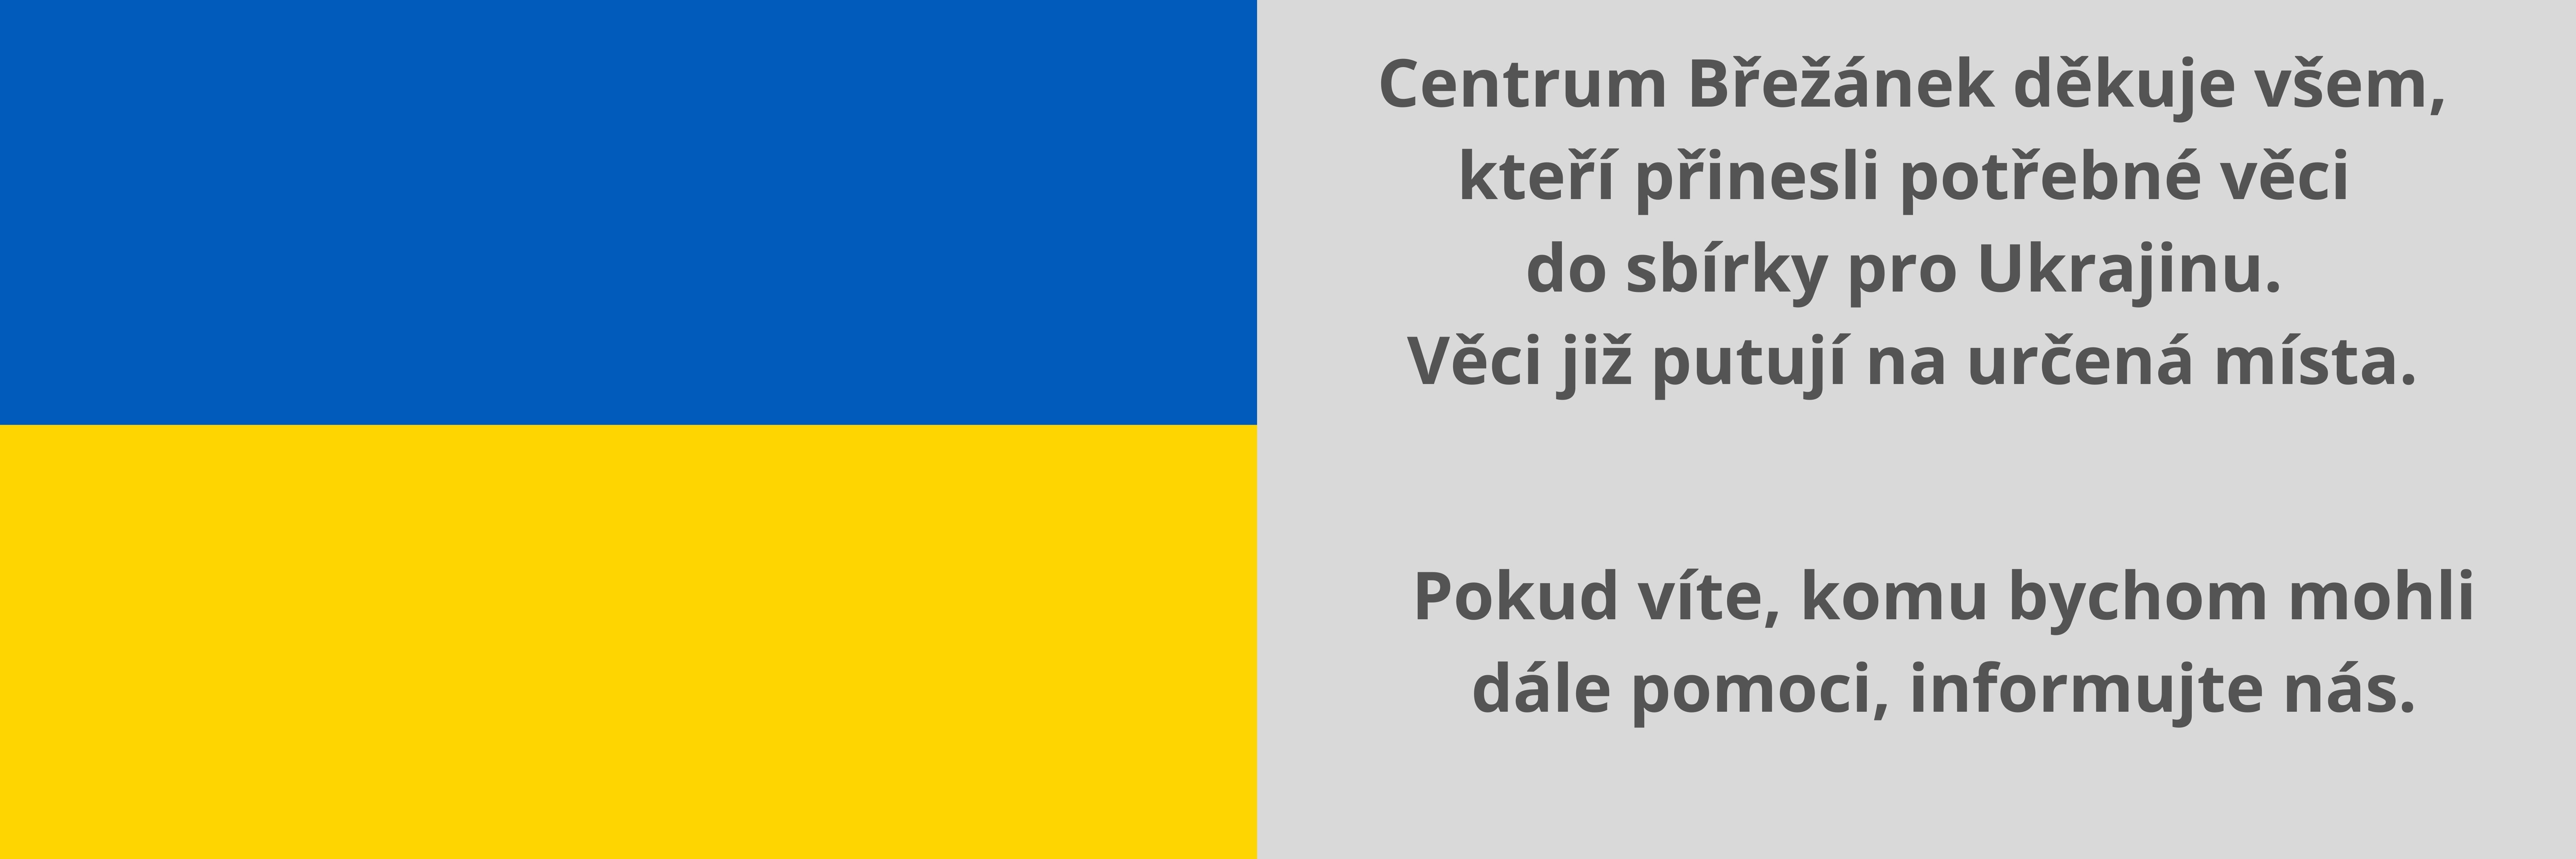 Centrum Břežánek děkuje všem,
kteří přinesli potřebné věci
do sbírky pro Ukrajinu.
Věci již putují na určená místa.
Pokud víte, komu bychom mohli
dále pomoci, informujte nás.